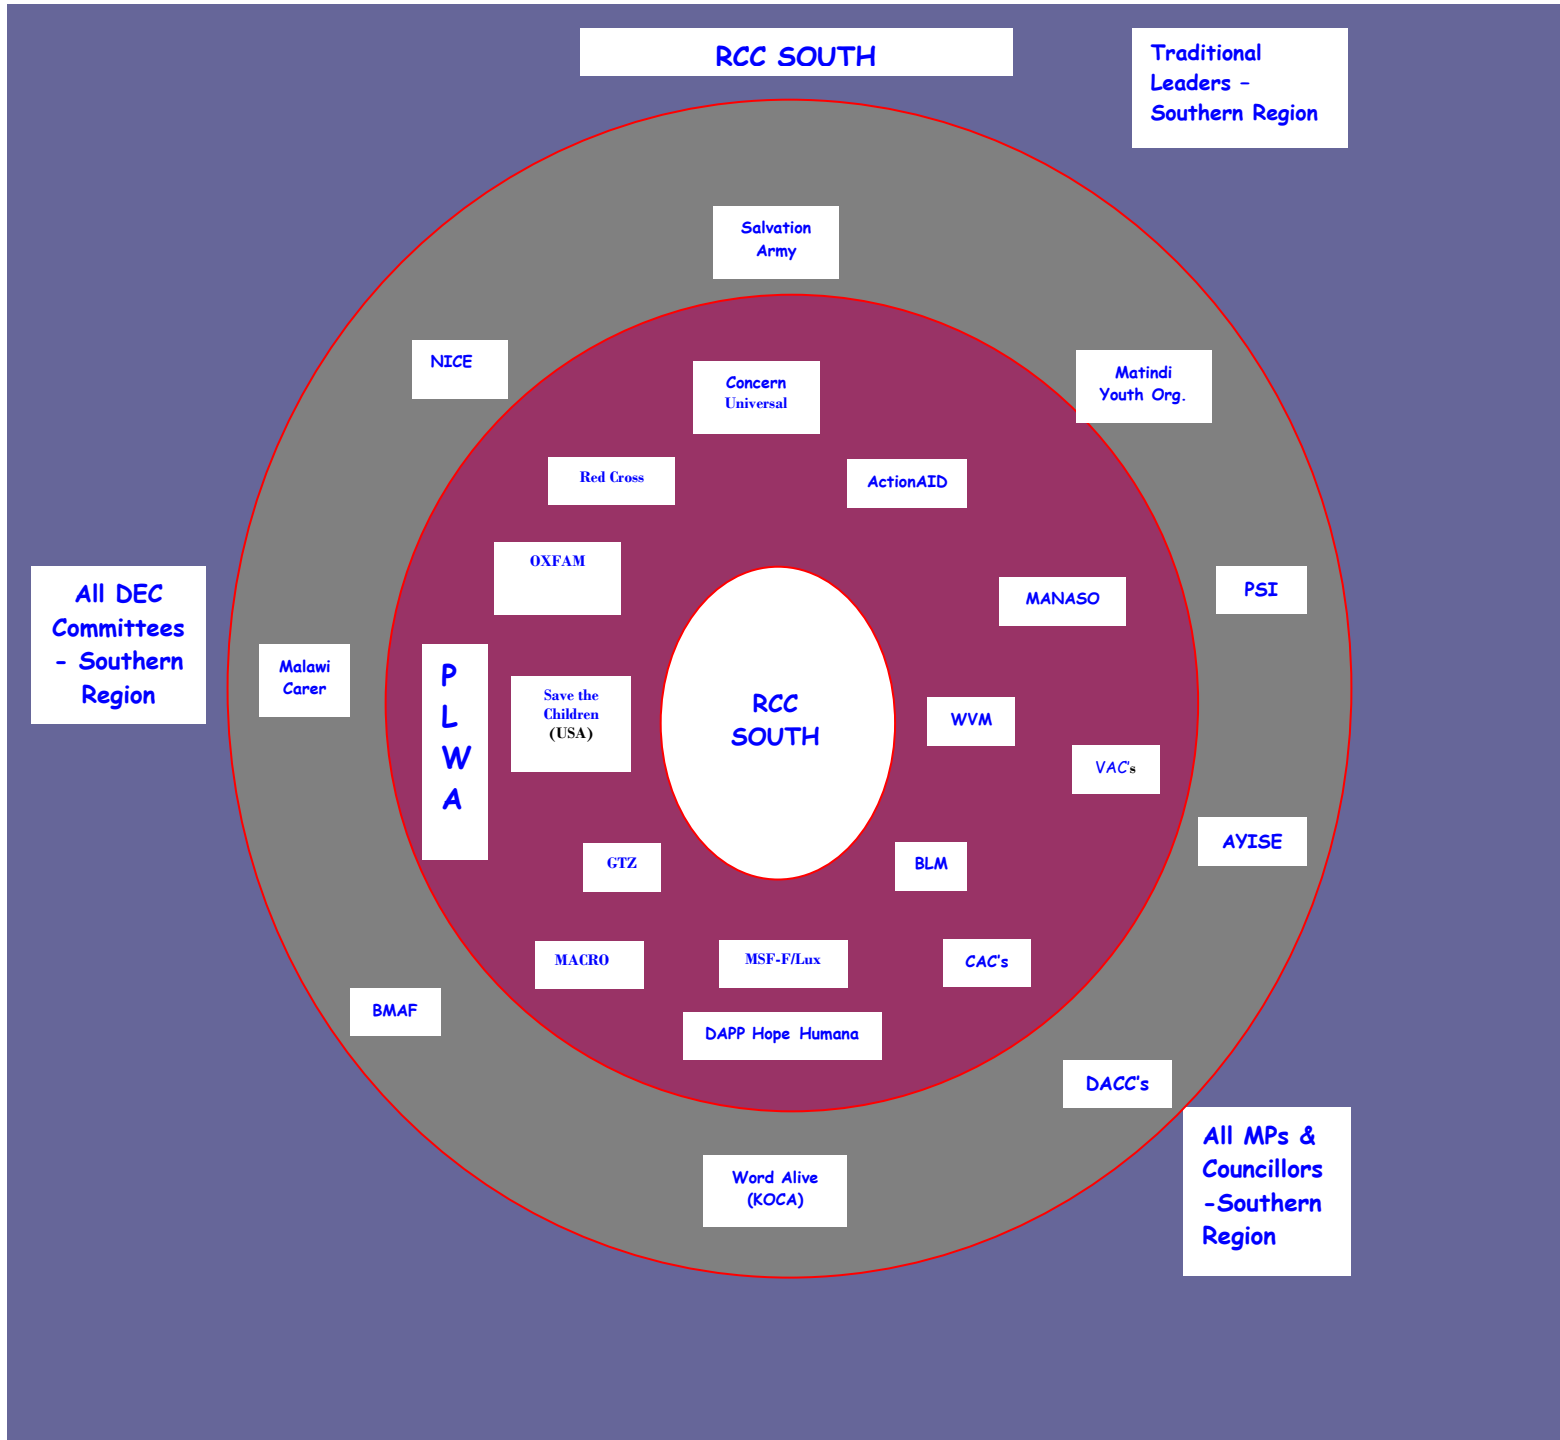 RCC SOUTH
Traditional
Leaders –
Southern Region
Salvation
Army
NICE
Matindi
Youth Org.
Concern
Universal
Red Cross
ActionAID
OXFAM
MANASO
PSI
All DEC
Committees
- Southern
Region
Malawi
Carer
P
L
W
A
Save the
Children
(USA)
RCC
SOUTH
WVM
VAC's
AYISE
GTZ
BLM
MACRO
MSF-F/Lux
CAC's
BMAF
DAPP Hope Humana
DACC's
All MPs &
Councillors
-Southern
Region
Word Alive
(KOCA)